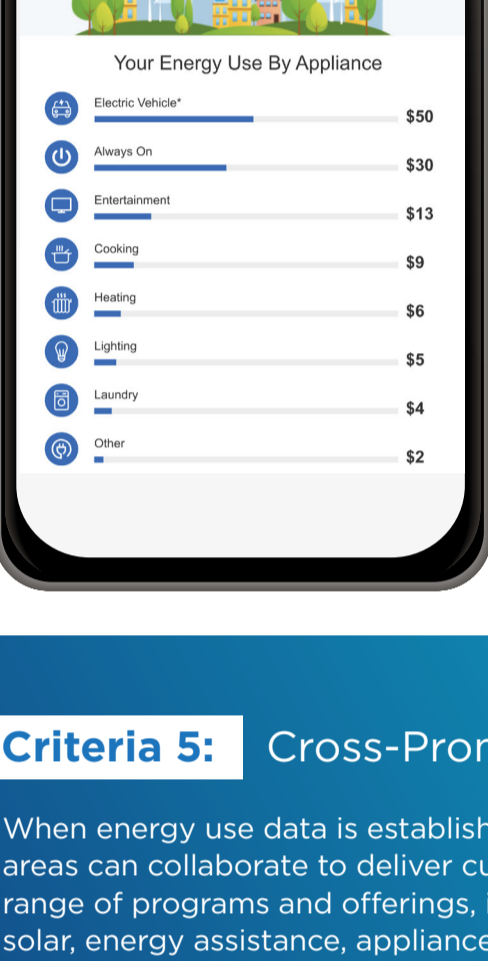 Your Energy Use By Appliance
Electric Vehicle*
$50
Always On
$30
Entertainment
$13
Cooking
$9
Heating
$6
Lighting
$5
Laundry
$4
Other
$2
Criteria 5: Cross-Pro
When energy use data is establish
areas can collaborate to deliver cu
range of programs and offerings, i
solar, energy assistance, appliance